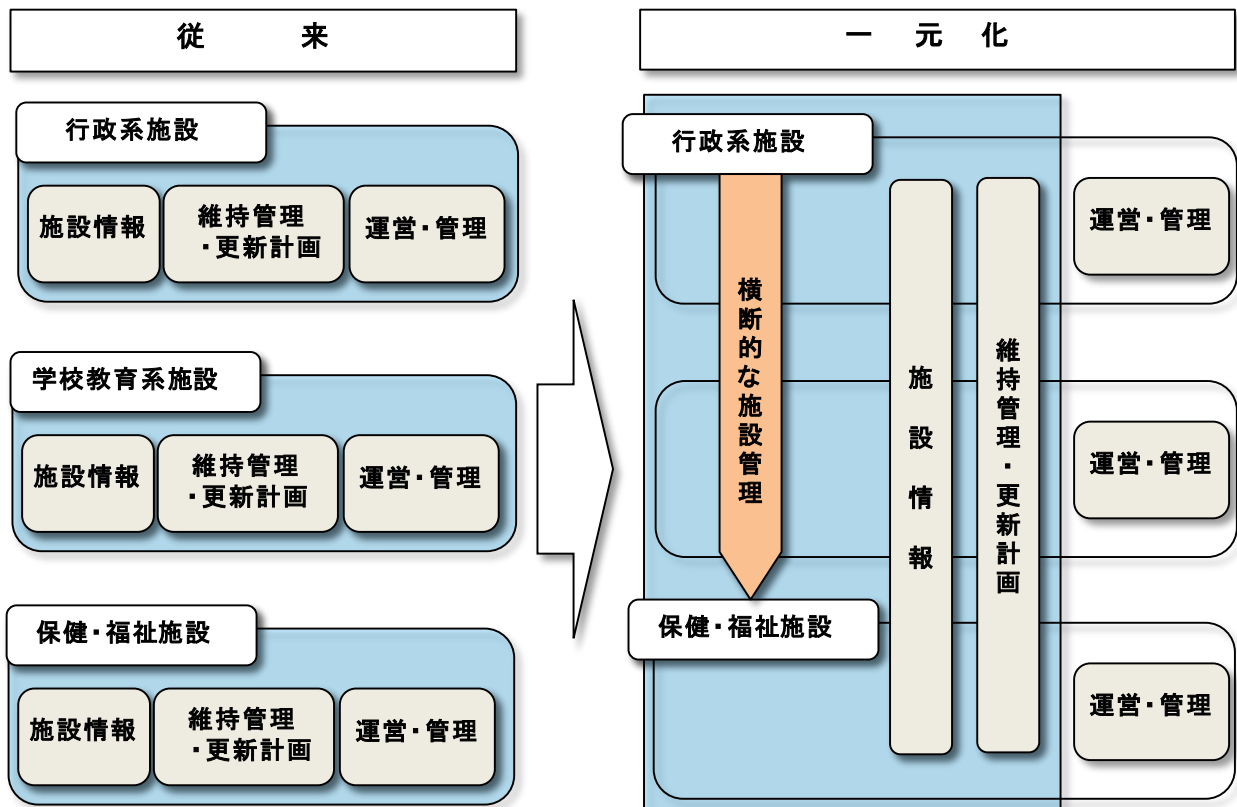 従来
行政系施設
施設情報
維持管理
・更新計画
運営・管理
学校教育系施設
施設情報
維持管理
・更新計画
運営・管理
保健・福祉施設
施設情報
維持管理
・更新計画
運営・管理
一元化
行政系施設
横断的な施設管理
施設情報
維持管理・更新計画
運営・管理
運営・管理
保健・福祉施設
運営・管理